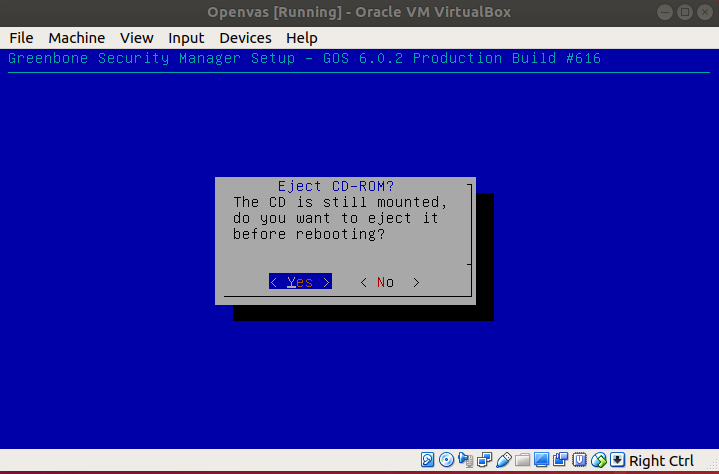 Openvas [Running] - Oracle VM VirtualBox
File Machine View Input Devices Help
Greenbone Security Manager Setup - GOS 6.0.2 Production Build #616
Eject CD-ROM?
The CD is still mounted,
do you want to eject it
before rebooting?
< Yes > < No >
Right Ctrl